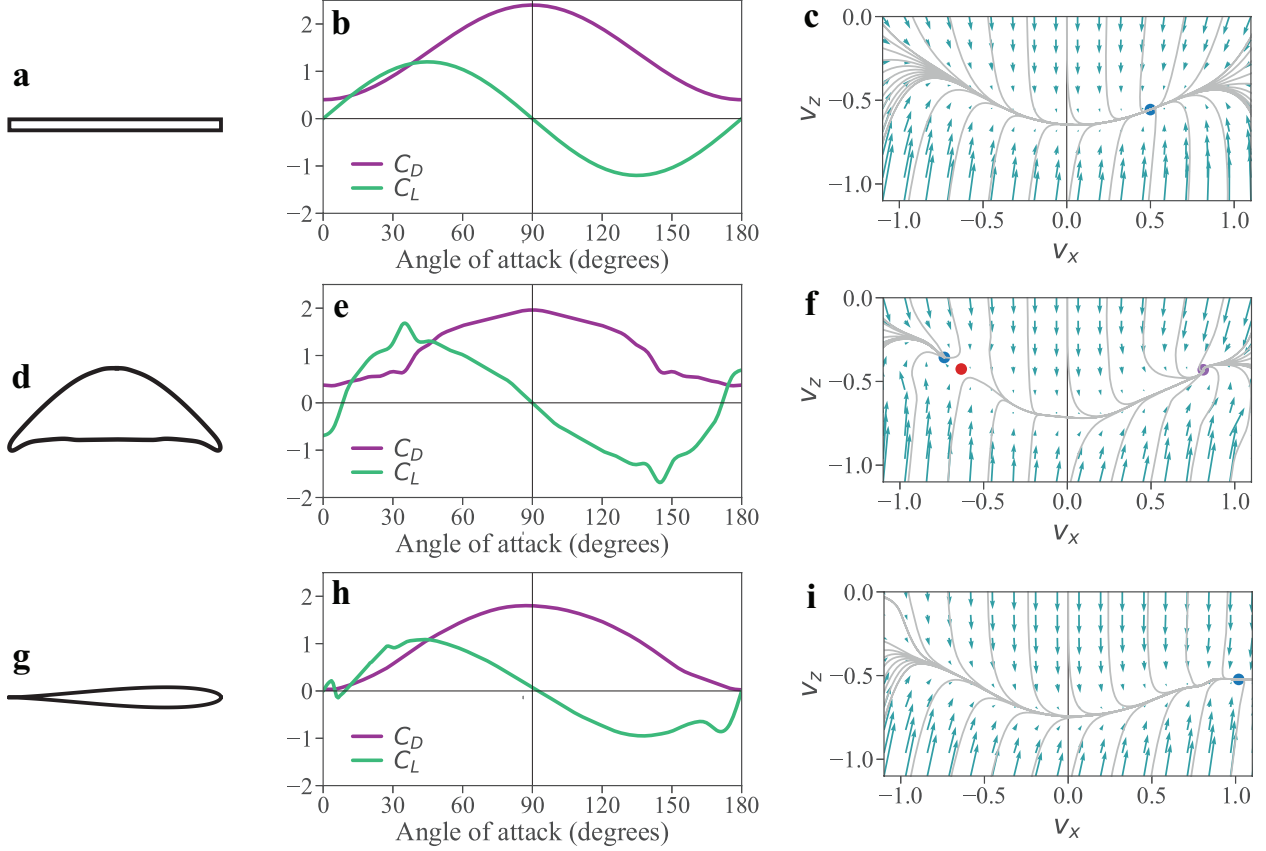 a
b
2
1
0
−1
−2
C_D
C_L
0 30 60 90 120 150 180
Angle of attack (degrees)
c
0.0
−0.5
−1.0
v_z
−1.0 −0.5 0.0 0.5 1.0
v_x
d
e
2
1
0
−1
−2
C_D
C_L
0 30 60 90 120 150 180
Angle of attack (degrees)
f
0.0
−0.5
−1.0
v_z
−1.0 −0.5 0.0 0.5 1.0
v_x
g
h
2
1
0
−1
−2
C_D
C_L
0 30 60 90 120 150 180
Angle of attack (degrees)
i
0.0
−0.5
−1.0
v_z
−1.0 −0.5 0.0 0.5 1.0
v_x